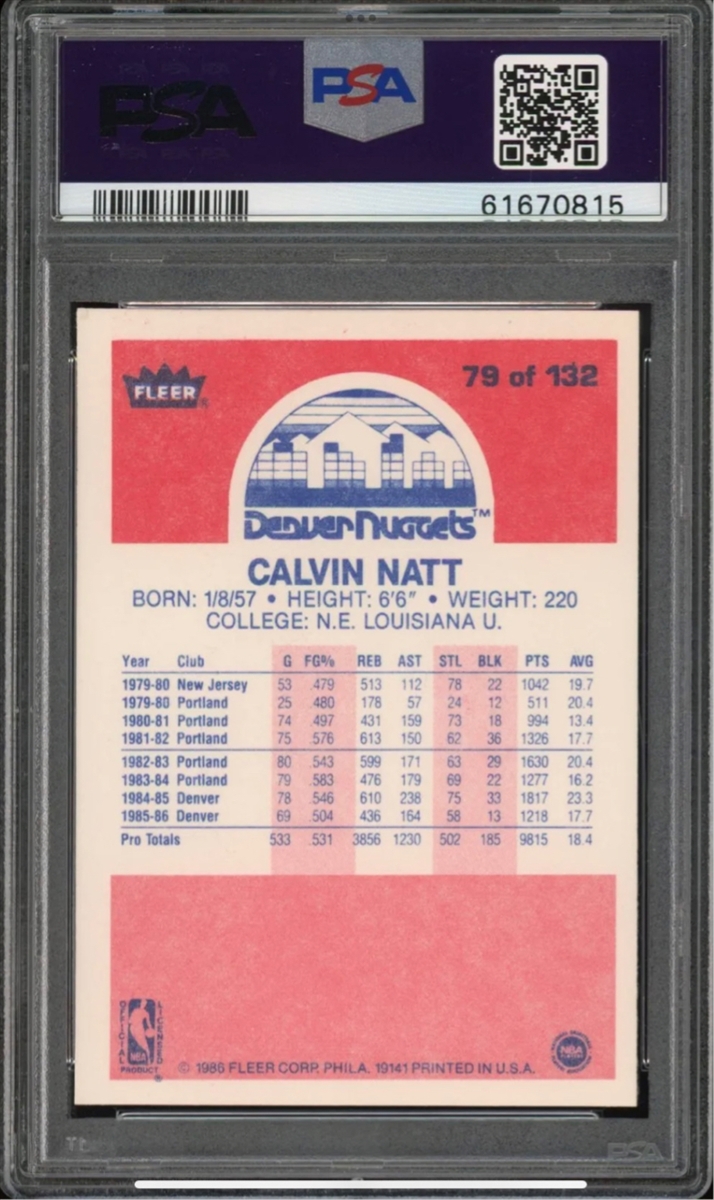 PSA
PSA
61670815
FLEER
79 of 132
Denver Nuggets™
CALVIN NATT
BORN: 1/8/57 • HEIGHT: 6'6" • WEIGHT: 220
COLLEGE: N.E. LOUISIANA U.
Year Club G FG% REB AST STL BLK PTS AVG
1979-80 New Jersey 53 .479 513 112 78 22 1042 19.7
1979-80 Portland 25 .480 178 57 24 12 511 20.4
1980-81 Portland 74 .497 431 159 73 18 994 13.4
1981-82 Portland 75 .576 613 150 62 36 1326 17.7
1982-83 Portland 80 .543 599 171 63 29 1630 20.4
1983-84 Portland 79 .583 476 179 69 22 1277 16.2
1984-85 Denver 78 .546 610 238 75 33 1817 23.3
1985-86 Denver 69 .504 436 164 58 13 1218 17.7
Pro Totals 533 .531 3856 1230 502 185 9815 18.4
OFFICIAL LICENSED
NBA
PRODUCT
© 1986 FLEER CORP. PHILA. 19141 PRINTED IN U.S.A.
NBA
PSA